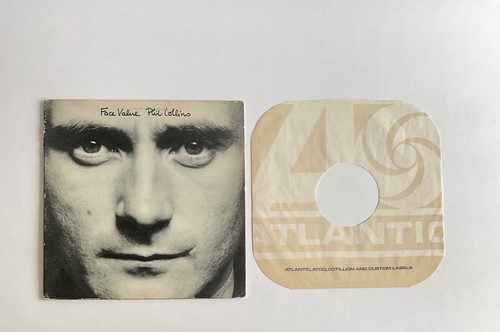 Face Value Phil Collins
ATLANTIC
ATLANTIC, ATCO, COTILLION AND CUSTOM LABELS